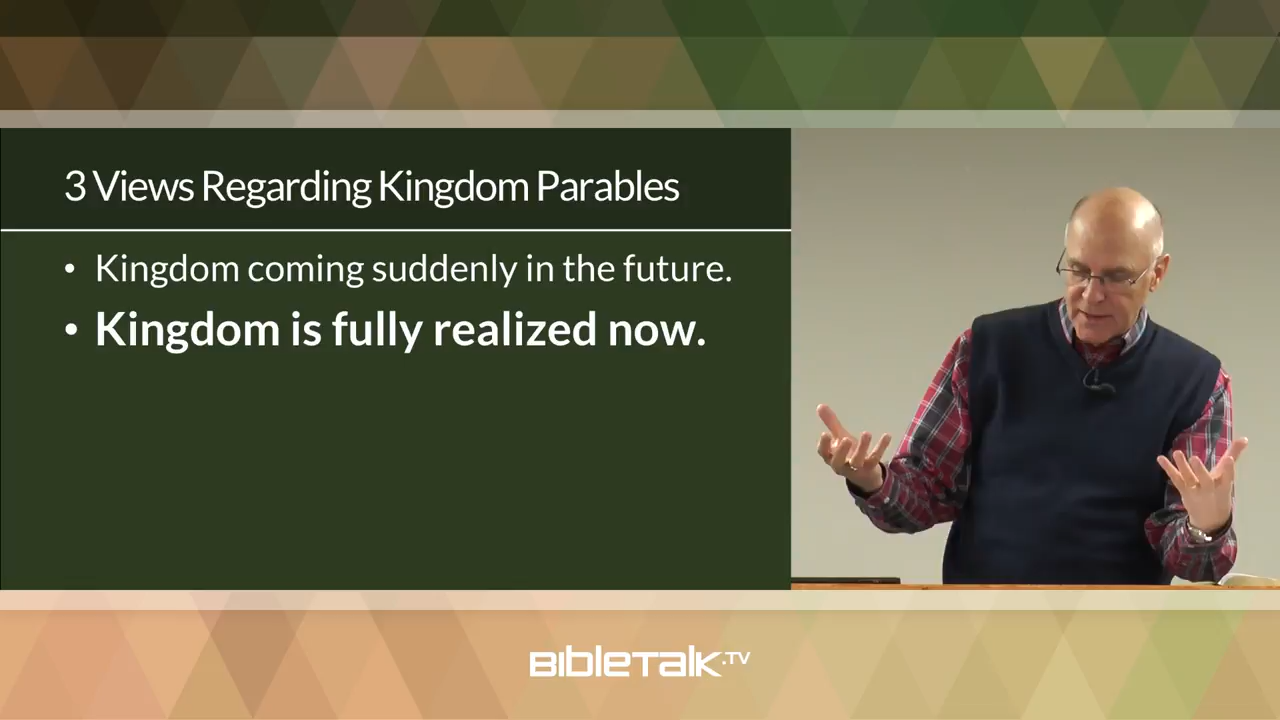 3 Views Regarding Kingdom Parables
• Kingdom coming suddenly in the future.
• Kingdom is fully realized now.
BibleTalk.TV